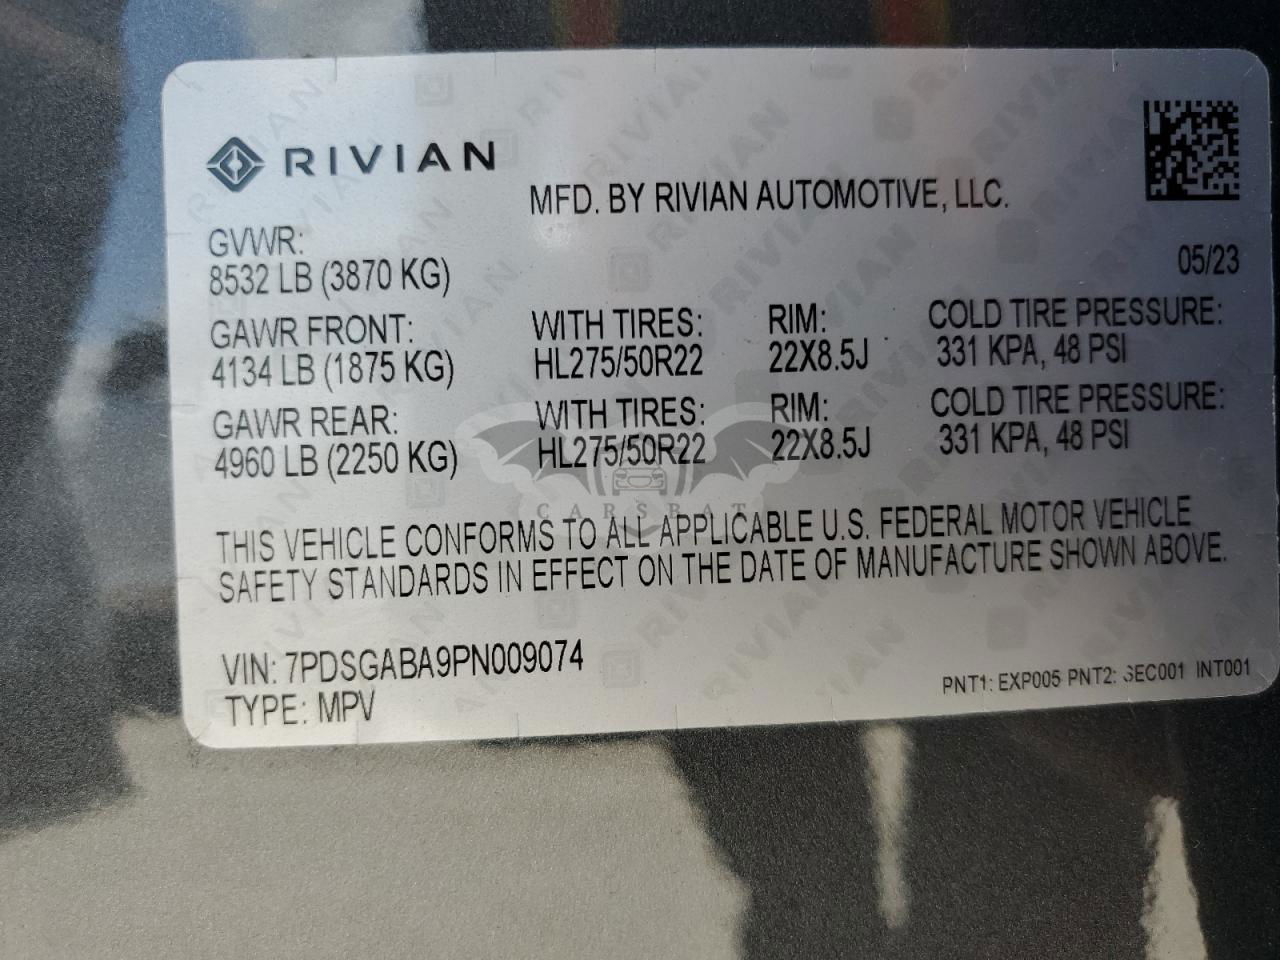 RIVIAN
MFD. BY RIVIAN AUTOMOTIVE, LLC.
GVWR:
8532 LB (3870 KG)
05/23
GAWR FRONT: WITH TIRES: RIM: COLD TIRE PRESSURE:
4134 LB (1875 KG) HL275/50R22 22X8.5J 331 KPA, 48 PSI
GAWR REAR: WITH TIRES: RIM: COLD TIRE PRESSURE:
4960 LB (2250 KG) HL275/50R22 22X8.5J 331 KPA, 48 PSI
CARSBAT
THIS VEHICLE CONFORMS TO ALL APPLICABLE U.S. FEDERAL MOTOR VEHICLE
SAFETY STANDARDS IN EFFECT ON THE DATE OF MANUFACTURE SHOWN ABOVE.
VIN: 7PDSGABA9PN009074
TYPE: MPV
PNT1: EXP005 PNT2: SEC001 INT001